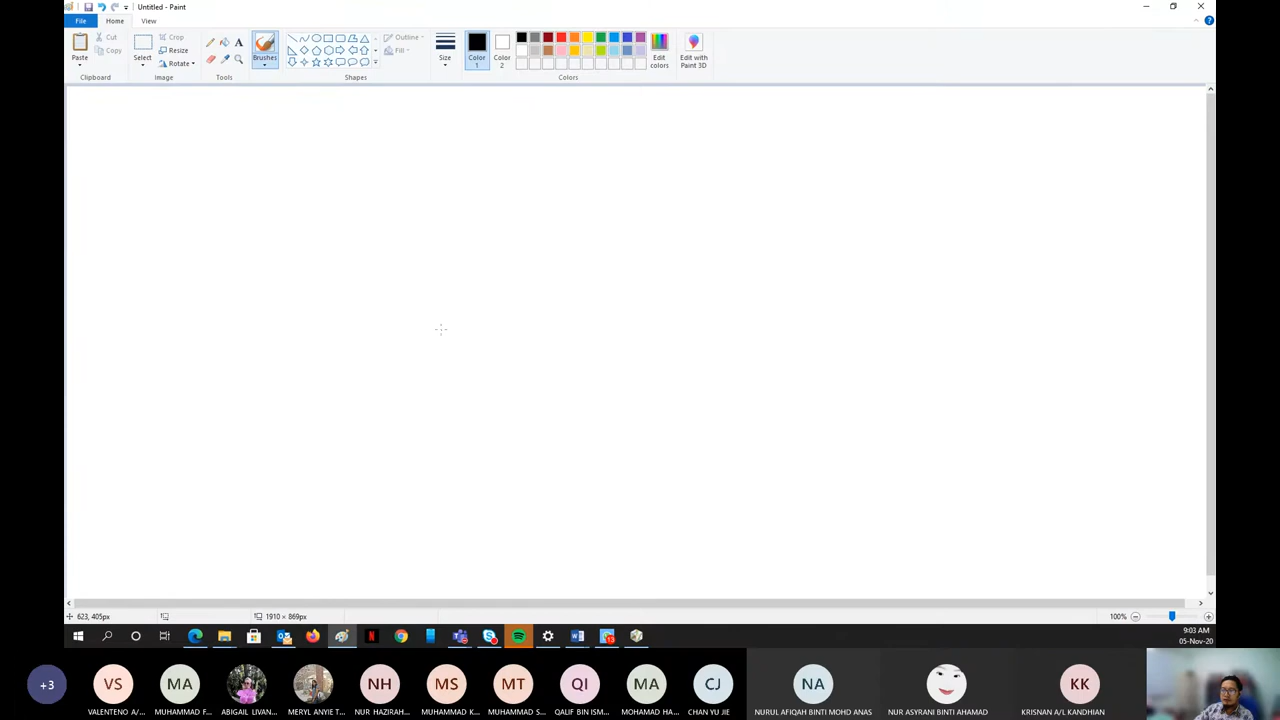 Untitled - Paint
File
Home
View
Paste
Cut
Copy
Clipboard
Select
Crop
Resize
Rotate
Image
A
Tools
Brushes
Shapes
Outline
Fill
Size
Color
1
Color
2
Colors
Edit
colors
Edit with
Paint 3D
623, 405px
1910 × 869px
100%
N
13
9:03 AM
05-Nov-20
+3
VS
MA
NH
MS
MT
QI
MA
CJ
NA
KK
VALENTENO A/...
MUHAMMAD F...
ABIGAIL LIVAN...
MERYL ANYIE T...
NUR HAZIRAH...
MUHAMMAD K...
MUHAMMAD S...
QALIF BIN ISM...
MOHAMAD HA...
CHAN YU JIE
NURUL AFIQAH BINTI MOHD ANAS
NUR ASYRANI BINTI AHAMAD
KRISNAN A/L KANDHIAN